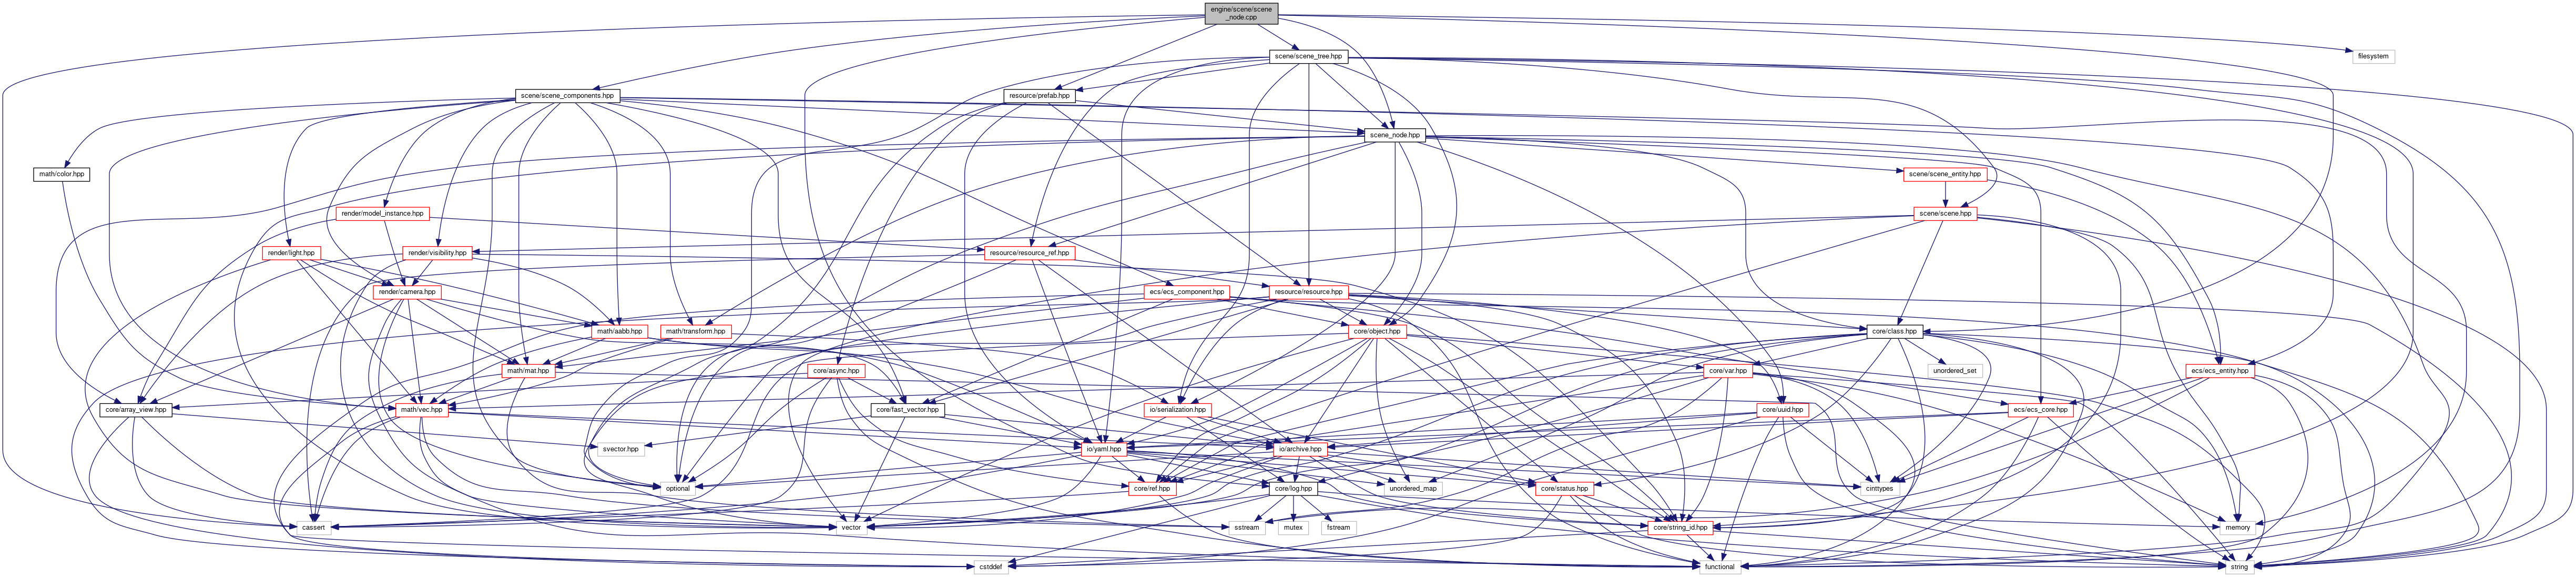 engine/scene/scene
_node.cpp
scene/scene_tree.hpp
filesystem
scene/scene_components.hpp
resource/prefab.hpp
scene_node.hpp
math/color.hpp
scene/scene_entity.hpp
render/model_instance.hpp
scene/scene.hpp
render/light.hpp
render/visibility.hpp
resource/resource_ref.hpp
render/camera.hpp
ecs/ecs_component.hpp
resource/resource.hpp
math/aabb.hpp
math/transform.hpp
core/object.hpp
core/class.hpp
math/mat.hpp
core/async.hpp
core/var.hpp
unordered_set
ecs/ecs_entity.hpp
core/array_view.hpp
math/vec.hpp
core/fast_vector.hpp
io/serialization.hpp
core/uuid.hpp
ecs/ecs_core.hpp
svector.hpp
io/yaml.hpp
io/archive.hpp
optional
core/ref.hpp
core/log.hpp
unordered_map
core/status.hpp
cinttypes
cassert
vector
sstream
mutex
fstream
core/string_id.hpp
memory
cstddef
functional
string